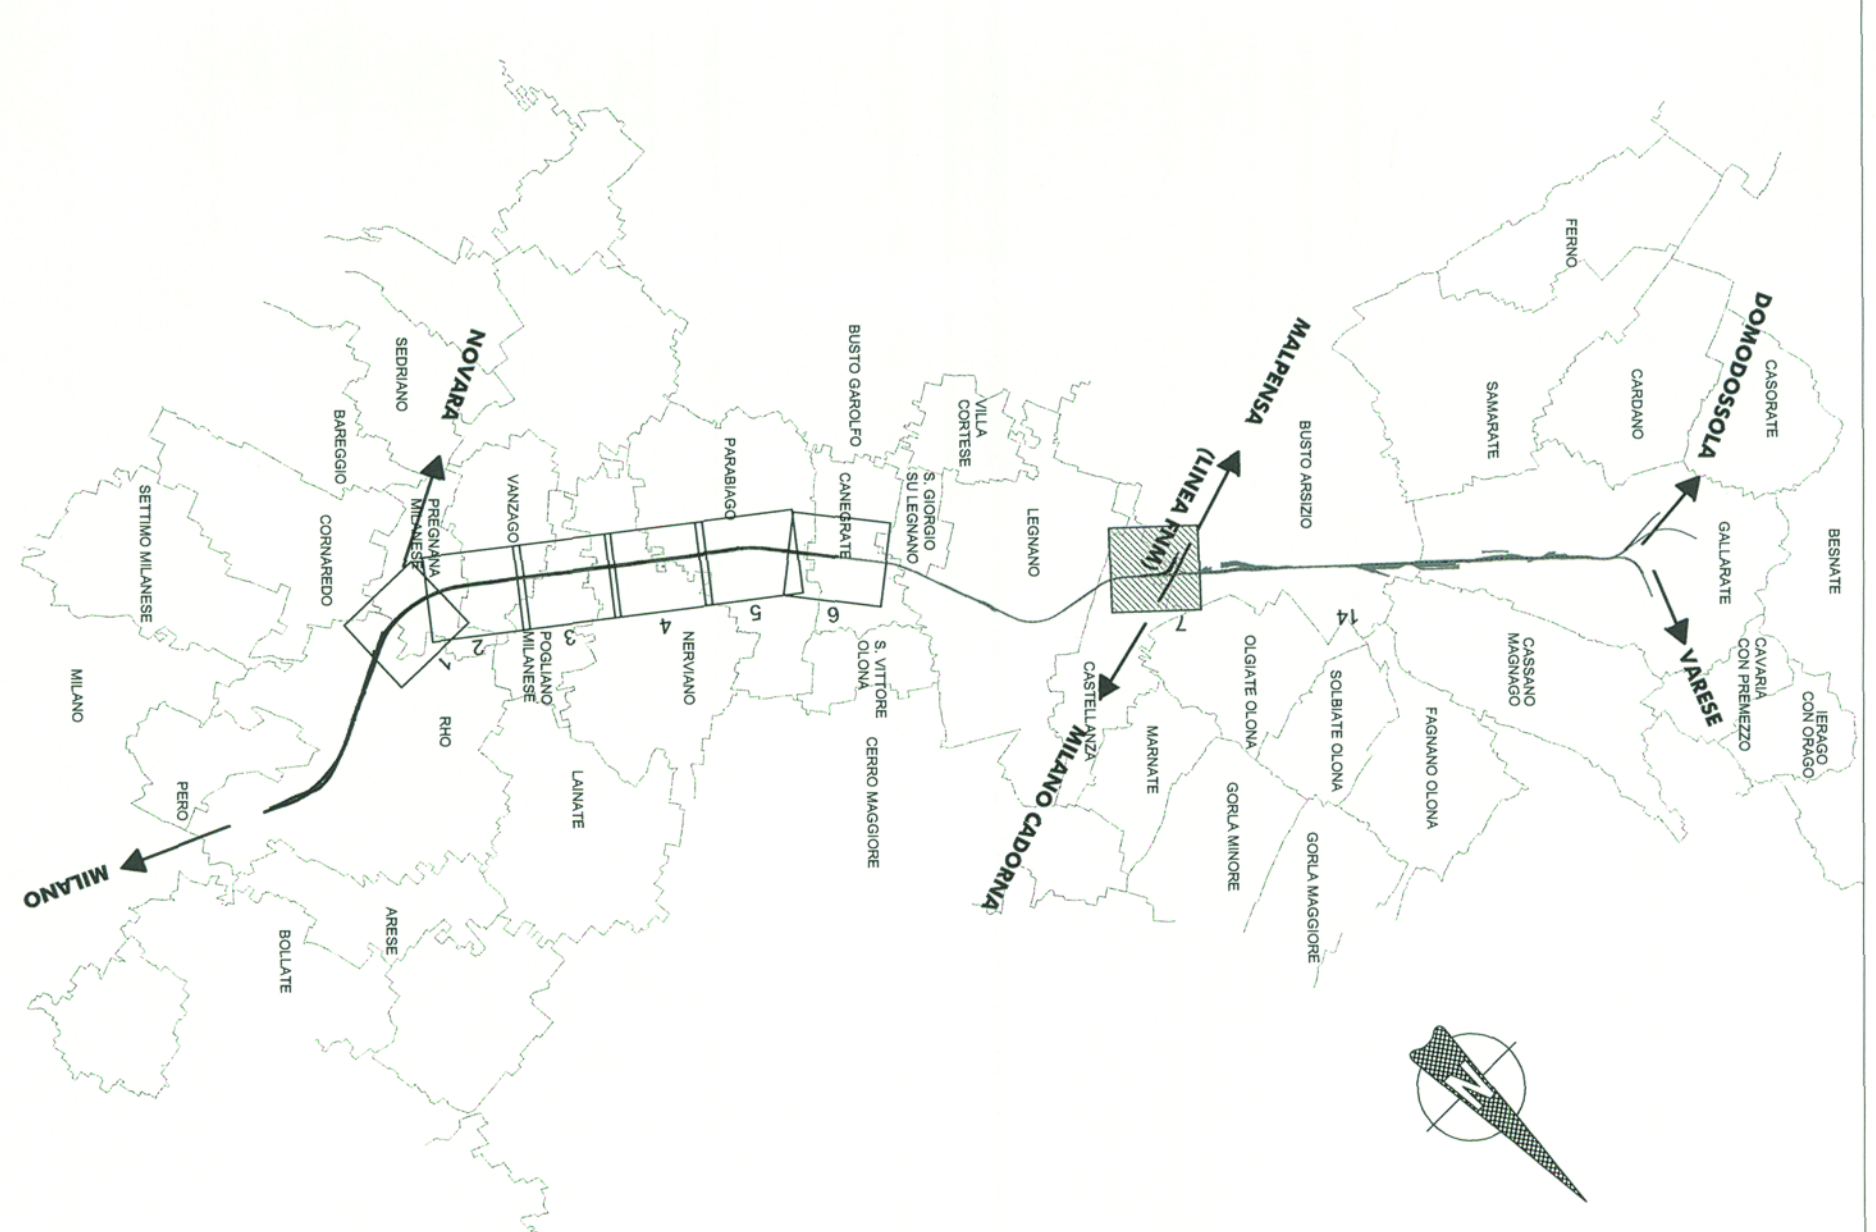 FERNO
DOMODOSSOLA
CASORATE
CARDANO
SAMARATE
MALPENSA
(LINEA FNM)
BUSTO ARSIZIO
GALLARATE
BESNATE
VARESE
CAVARIA
CON PREMEZZO
IERAGO
CON ORAGO
CASSANO
MAGNAGO
14
7
OLGIATE OLONA
SOLBIATE OLONA
FAGNANO OLONA
GORLA MINORE
GORLA MAGGIORE
MARNATE
CASTELLANZA
MILANO CADORNA
LEGNANO
VILLA
CORTESE
S. GIORGIO
SU LEGNANO
BUSTO GAROLFO
CANEGRATE
PARABIAGO
6
5
4
3
2
1
S. VITTORE
OLONA
CERRO MAGGIORE
NERVIANO
POGLIANO
MILANESE
LAINATE
VANZAGO
PREGNANA
MILANESE
NOVARA
SEDRIANO
BAREGGIO
CORNAREDO
SETTIMO MILANESE
MILANO
RHO
PERO
MILANO
ARESE
BOLLATE
N